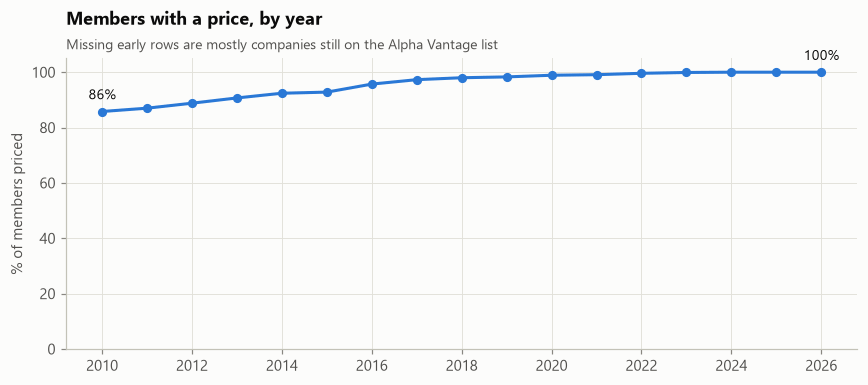 Members with a price, by year
Missing early rows are mostly companies still on the Alpha Vantage list
100%
86%
100
80
60
40
20
0
% of members priced
2010 2012 2014 2016 2018 2020 2022 2024 2026